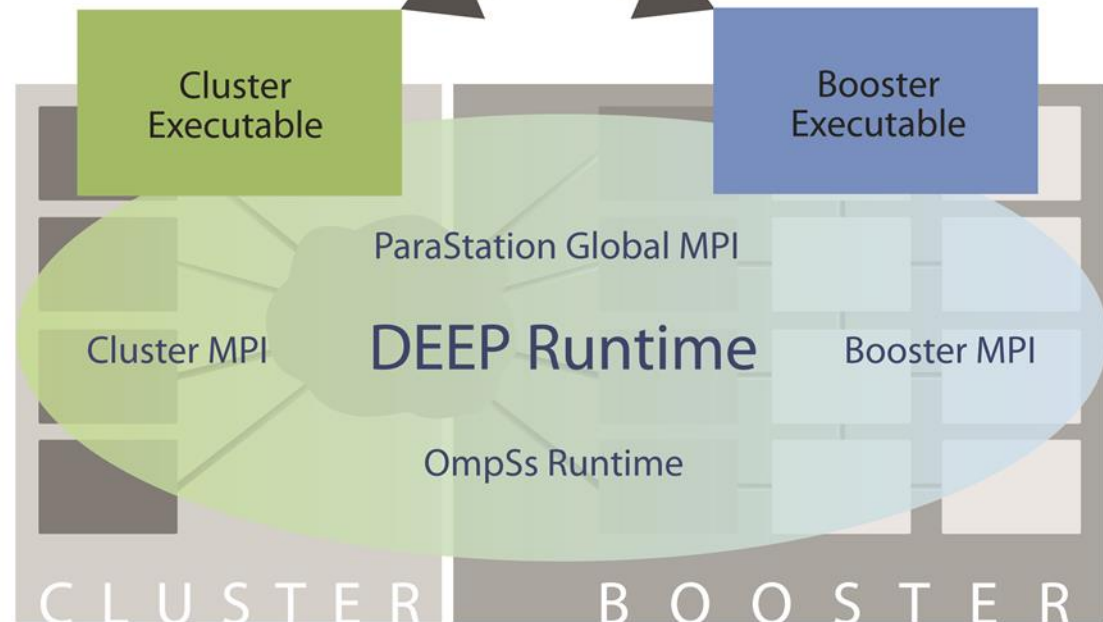 Cluster
Executable
Booster
Executable
ParaStation Global MPI
Cluster MPI
DEEP Runtime
Booster MPI
OmpSs Runtime
CLUSTER
BOOSTER